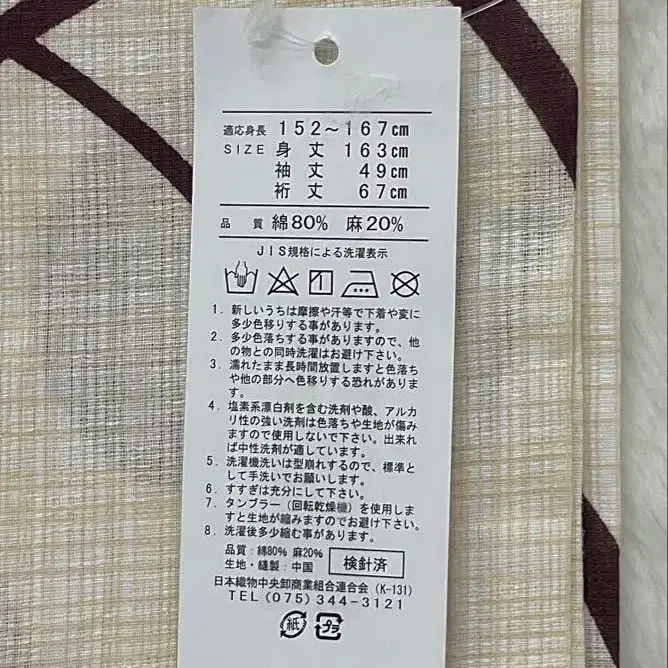 適応身長 152～167cm
SIZE 身丈 163cm
袖丈 49cm
裄丈 67cm
品質 綿80% 麻20%
JIS規格による洗濯表示
1. 新しいうちは摩擦や汗等で下着や変に
多少色移りする事があります。
2. 多少色落ちする事がありますので、他
の物との同時洗濯はお避け下さい。
3. 濡れたまま長時間放置しますと色落ち
や他の部分へ色移りする恐れがありま
す。
4. 塩素系漂白剤を含む洗剤や酸、アルカ
リ性の強い洗剤は色落ちや生地が傷み
ますので使用しないで下さい。出来れ
ば中性洗剤が適しています。
5. 洗濯機洗いは型崩れするので、標準と
して手洗いでお願いします。
6. すすぎは充分にして下さい。
7. タンブラー（回転乾燥機）を使用しま
すと生地が縮みますのでお避け下さい。
8. 洗濯後多少縮む事があります。
品質：綿80% 麻20%
生地・縫製：中国
検針済
日本織物中央卸商業組合連合会（K-131）
TEL(075)344-3121
紙 プラ